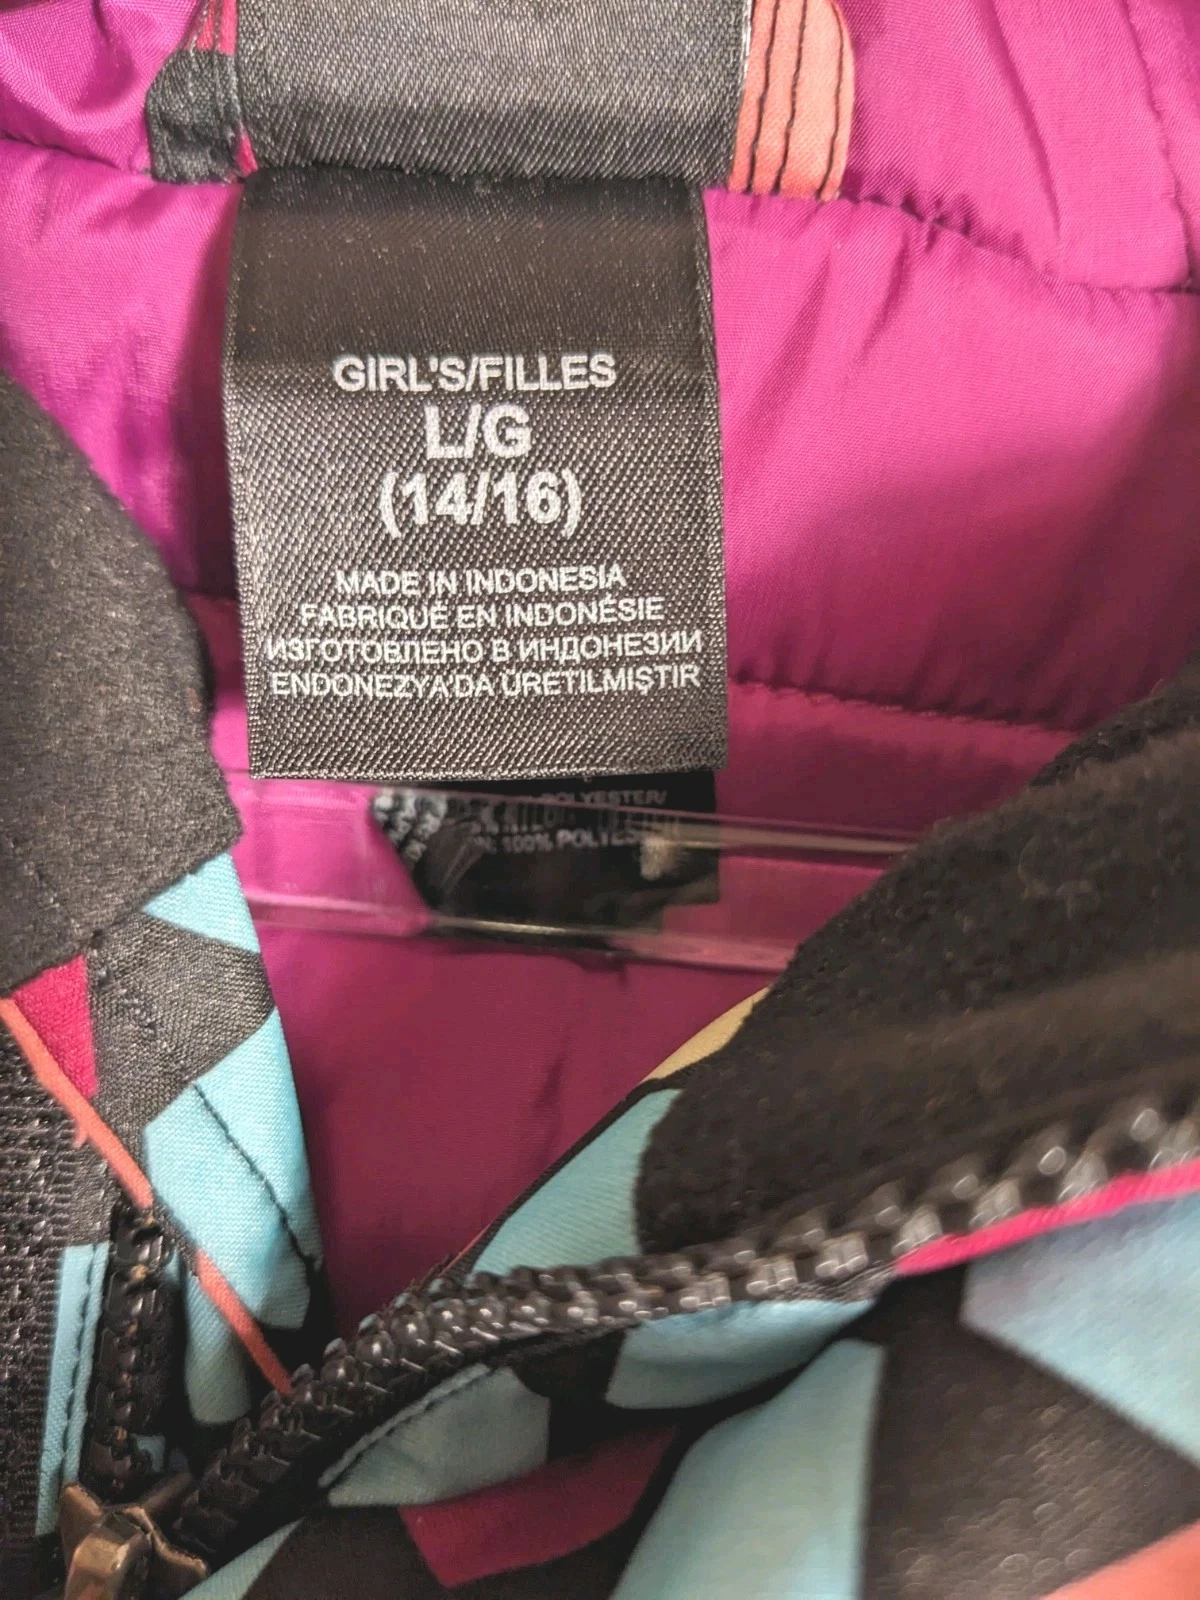 GIRL'S/FILLES
L/G
(14/16)
MADE IN INDONESIA
FABRIQUÉ EN INDONÉSIE
ИЗГОТОВЛЕНО В ИНДОНЕЗИИ
ENDONEZYA'DA ÜRETILMIŞTIR
POLYESTER/
100%